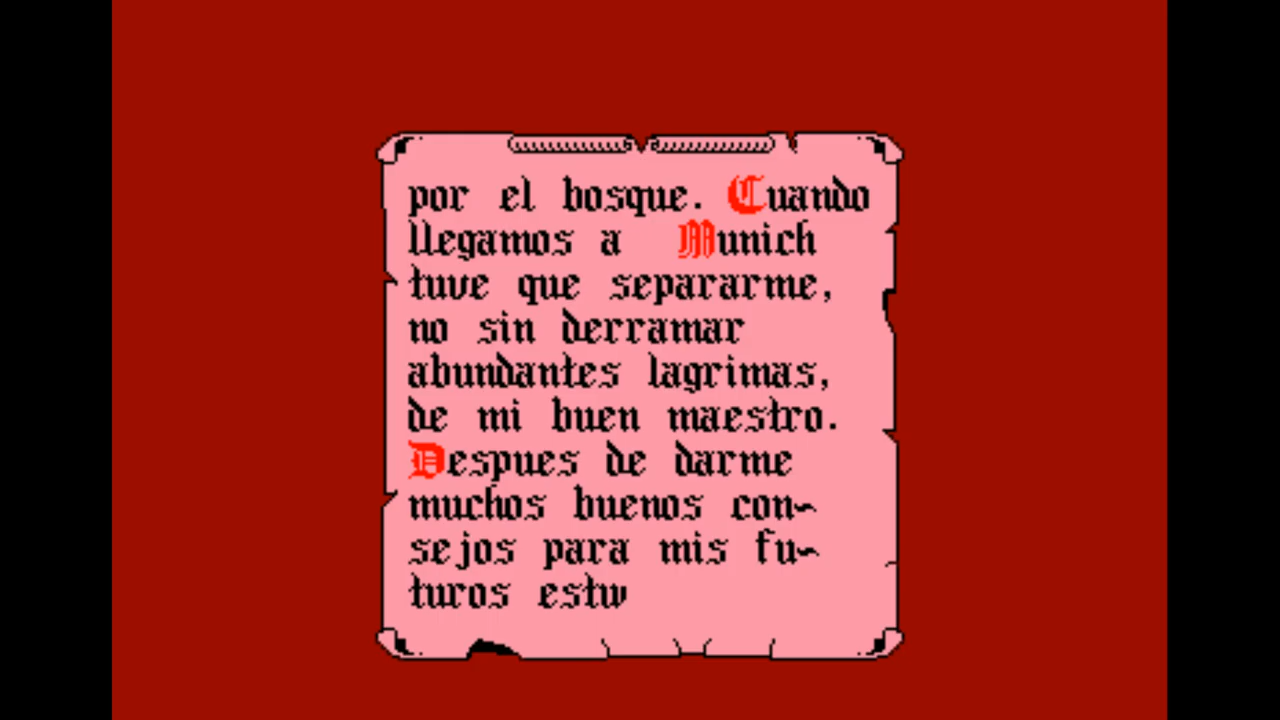 por el bosque. Cuando
llegamos a Munich
tuve que separarme,
no sin derramar
abundantes lagrimas,
de mi buen maestro.
Despues de darme
muchos buenos con-
sejos para mis fu-
turos estu